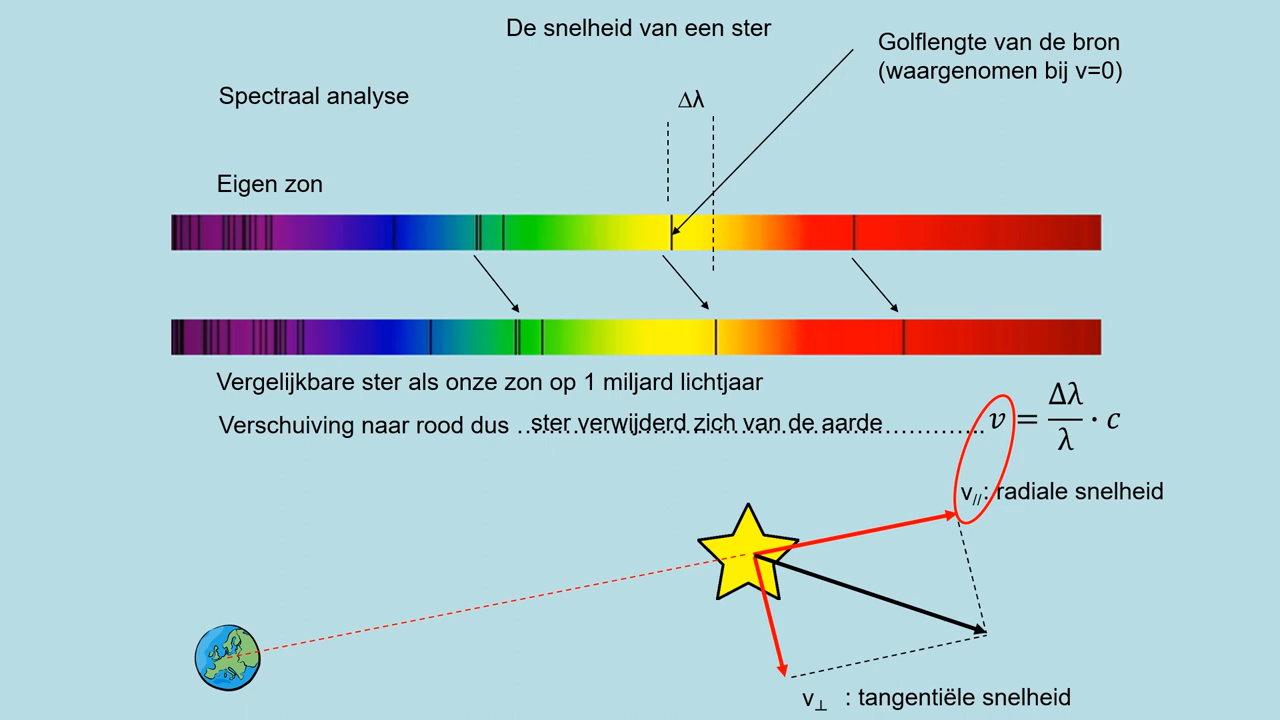 De snelheid van een ster
Golflengte van de bron
(waargenomen bij v=0)
Spectraal analyse
Δλ
Eigen zon
Vergelijkbare ster als onze zon op 1 miljard lichtjaar
Verschuiving naar rood dus ster verwijderd zich van de aarde
v = Δλ/λ · c
v//: radiale snelheid
v⊥ : tangentiële snelheid